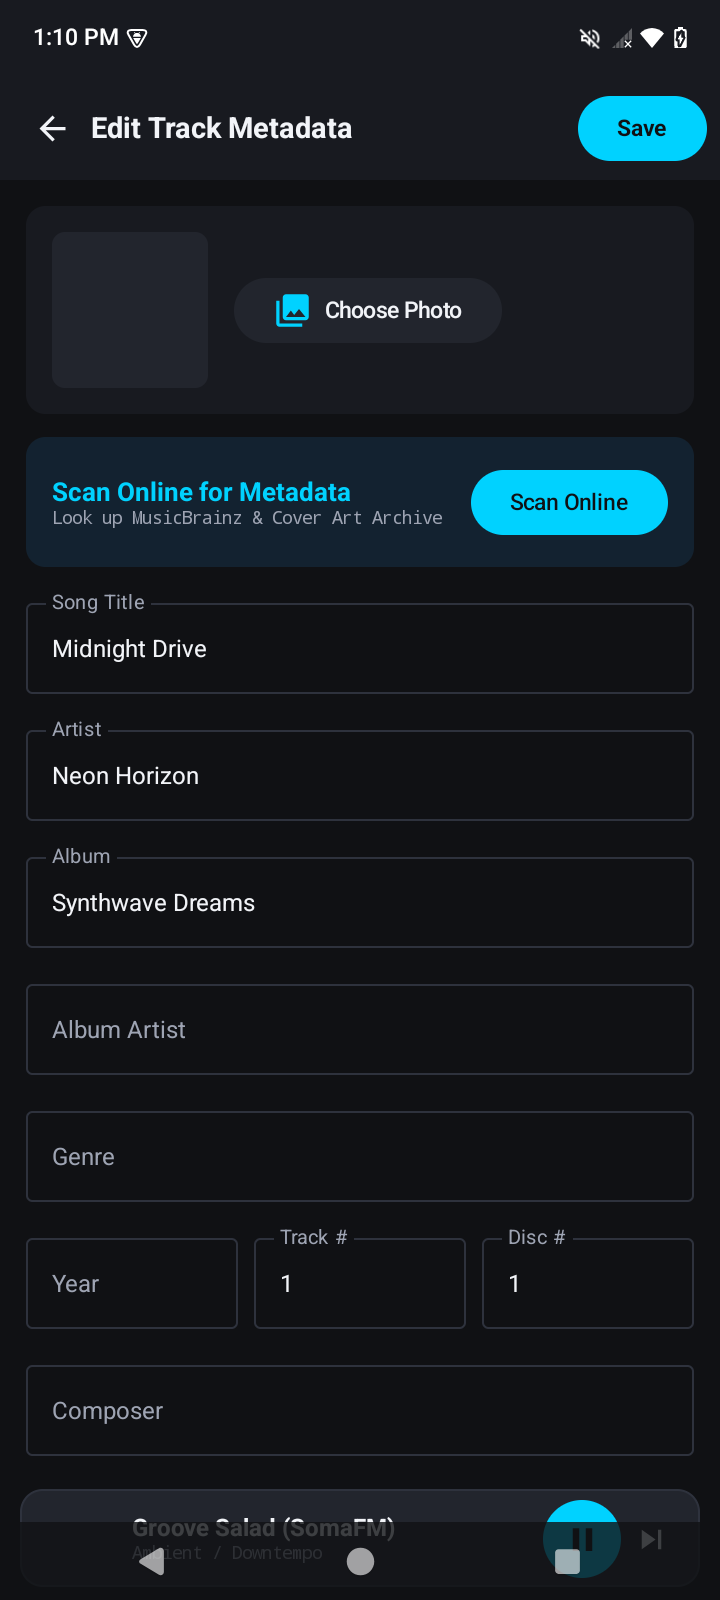 1:10 PM
Edit Track Metadata
Save
Choose Photo
Scan Online for Metadata
Look up MusicBrainz & Cover Art Archive
Scan Online
Song Title
Midnight Drive
Artist
Neon Horizon
Album
Synthwave Dreams
Album Artist
Genre
Year
Track #
1
Disc #
1
Composer
Groove Salad (SomaFM)
Ambient / Downtempo